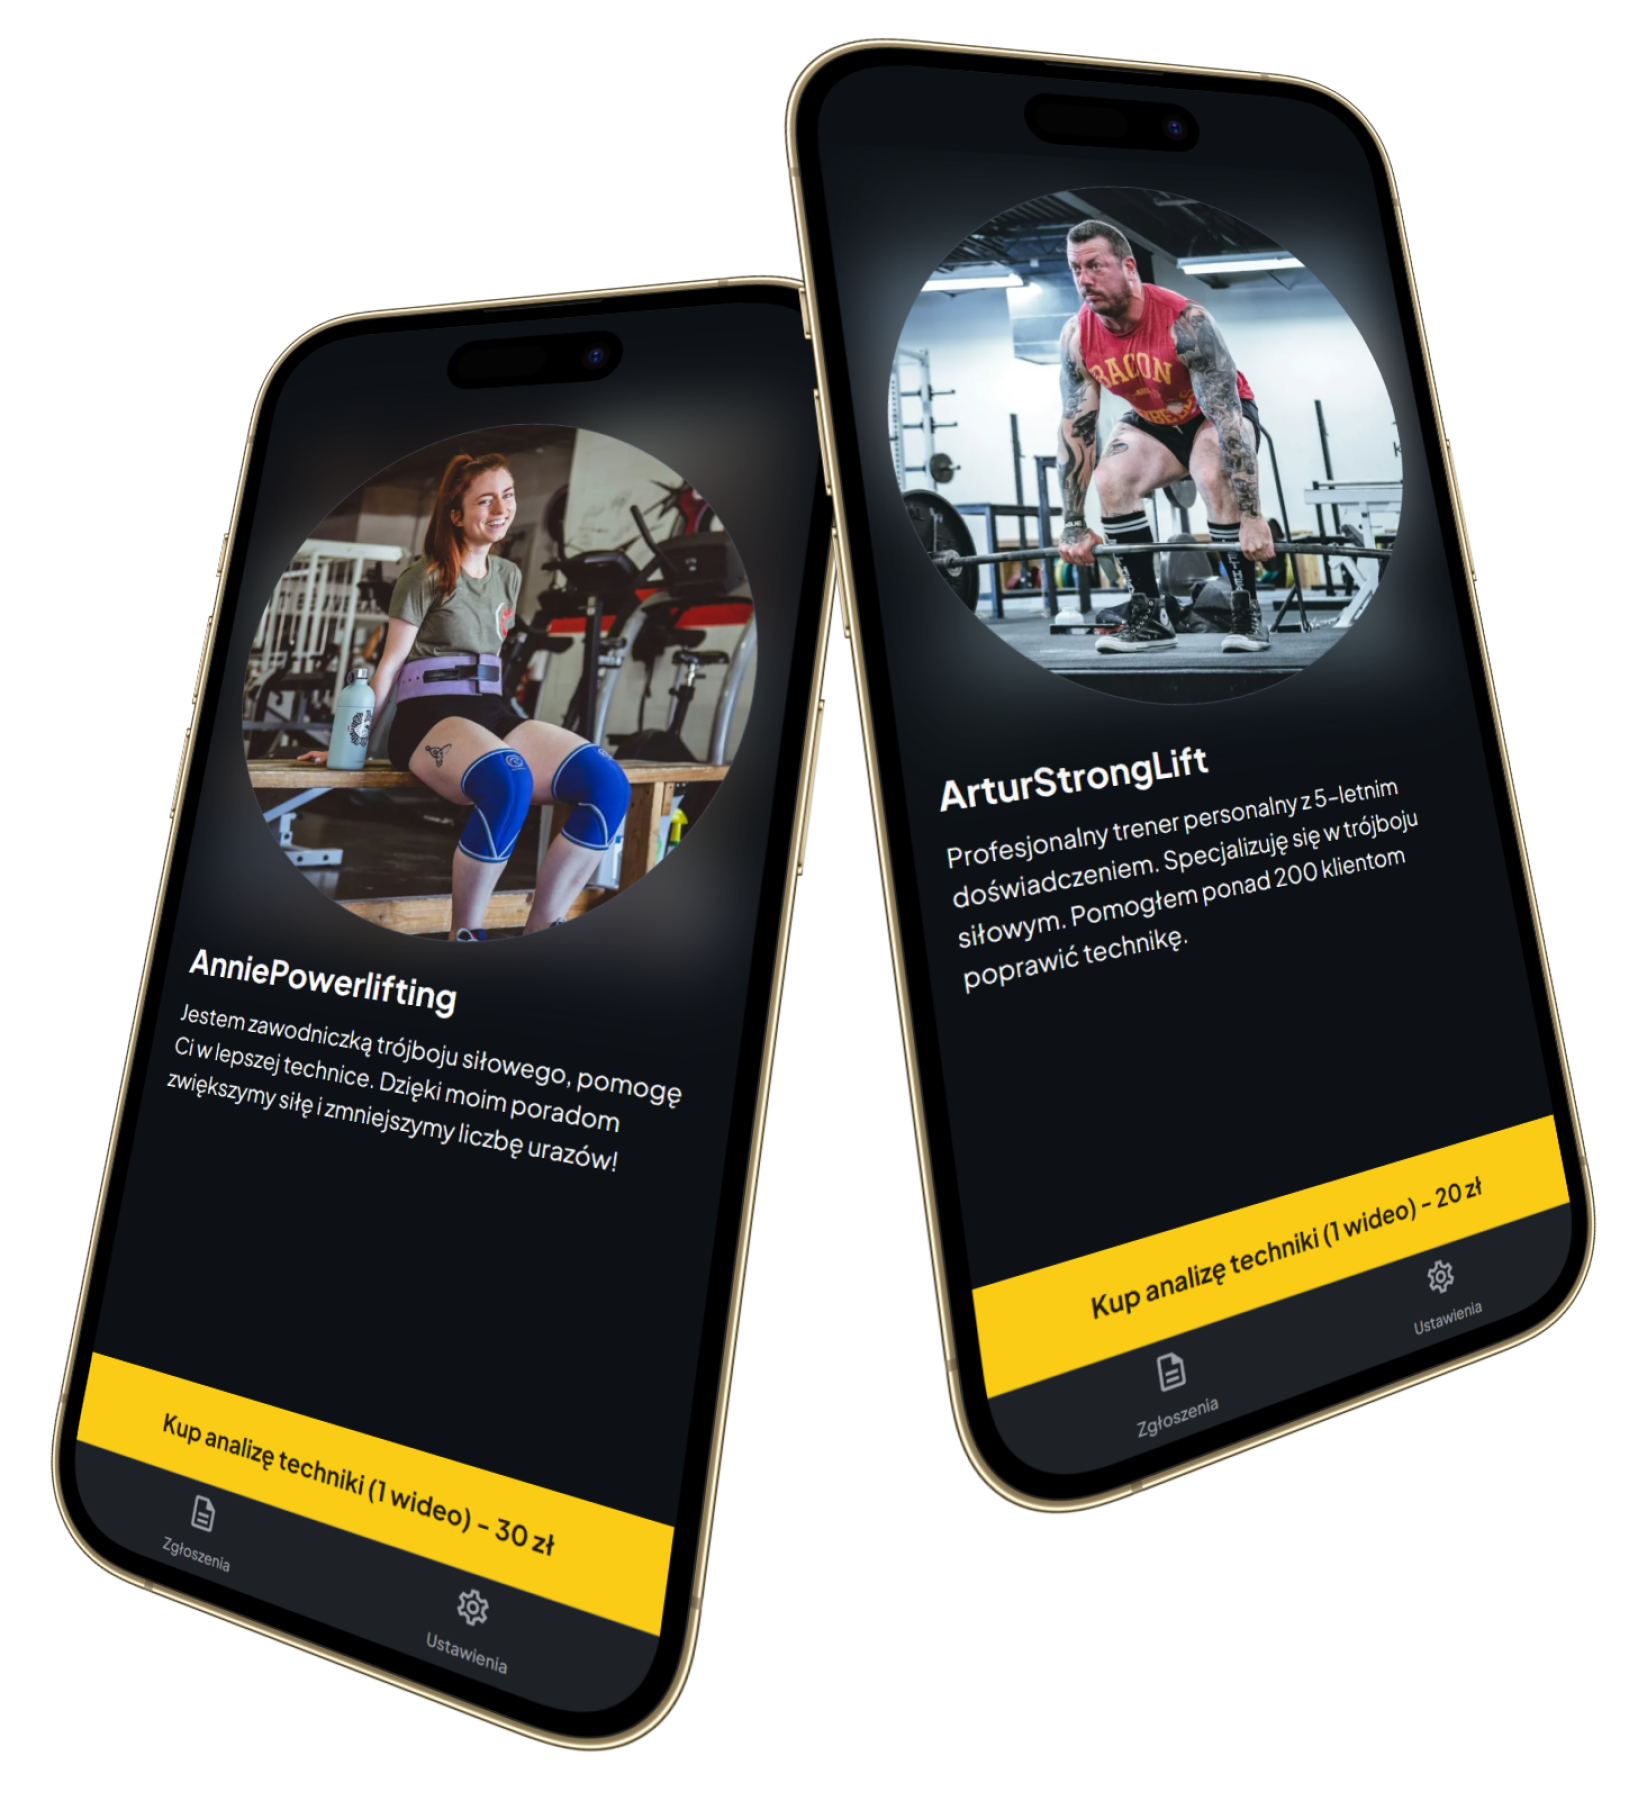 AnniePowerlifting
Jestem zawodniczką trójboju siłowego, pomogę
Ci w lepszej technice. Dzięki moim poradom
zwiększymy siłę i zmniejszymy liczbę urazów!
Kup analizę techniki (1 wideo) - 30 zł
Zgłoszenia
Ustawienia
BACON
ArturStrongLift
Profesjonalny trener personalny z 5-letnim
doświadczeniem. Specjalizuję się w trójboju
siłowym. Pomogłem ponad 200 klientom
poprawić technikę.
Kup analizę techniki (1 wideo) - 20 zł
Zgłoszenia
Ustawienia